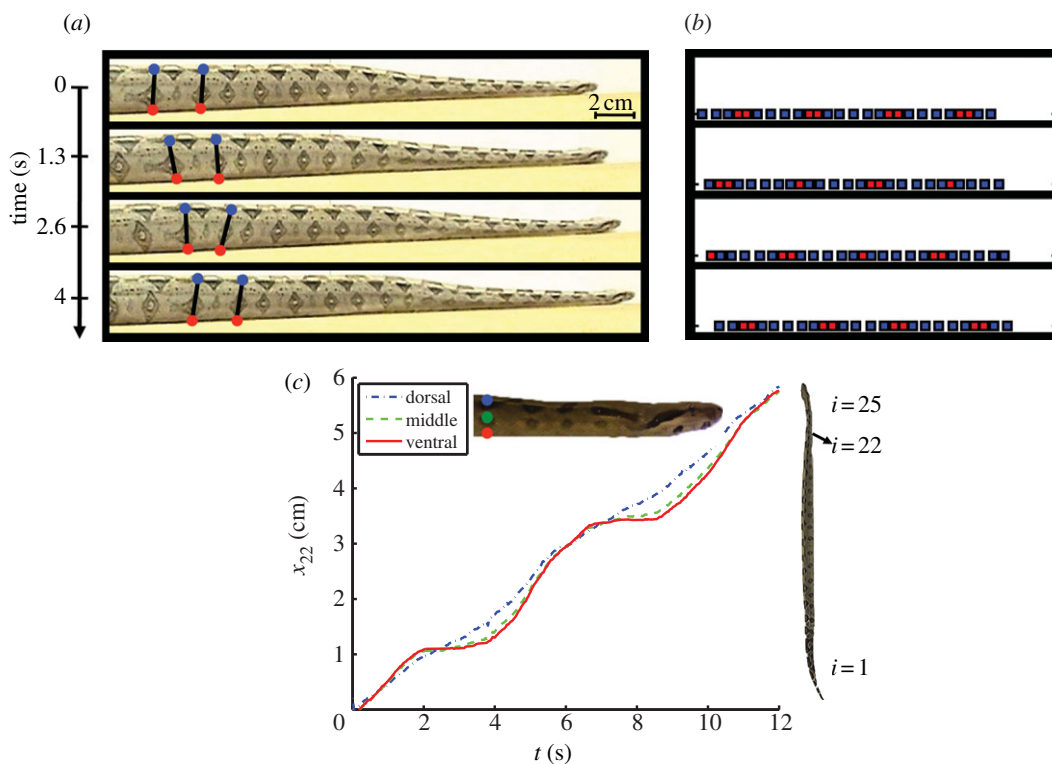 (a)
(b)
0
1.3
2.6
4
time (s)
2 cm
(c)
6
5
4
3
2
1
0
2
4
6
8
10
12
x22 (cm)
t (s)
dorsal
middle
ventral
i = 25
i = 22
i = 1